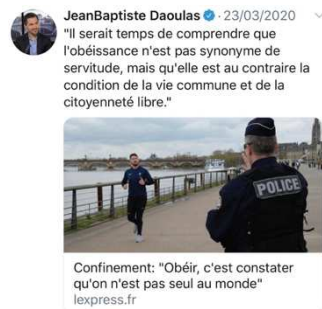 JeanBaptiste Daoulas · 23/03/2020
"Il serait temps de comprendre que
l'obéissance n'est pas synonyme de
servitude, mais qu'elle est au contraire la
condition de la vie commune et de la
citoyenneté libre."
POLICE
Confinement: "Obéir, c'est constater
qu'on n'est pas seul au monde"
lexpress.fr